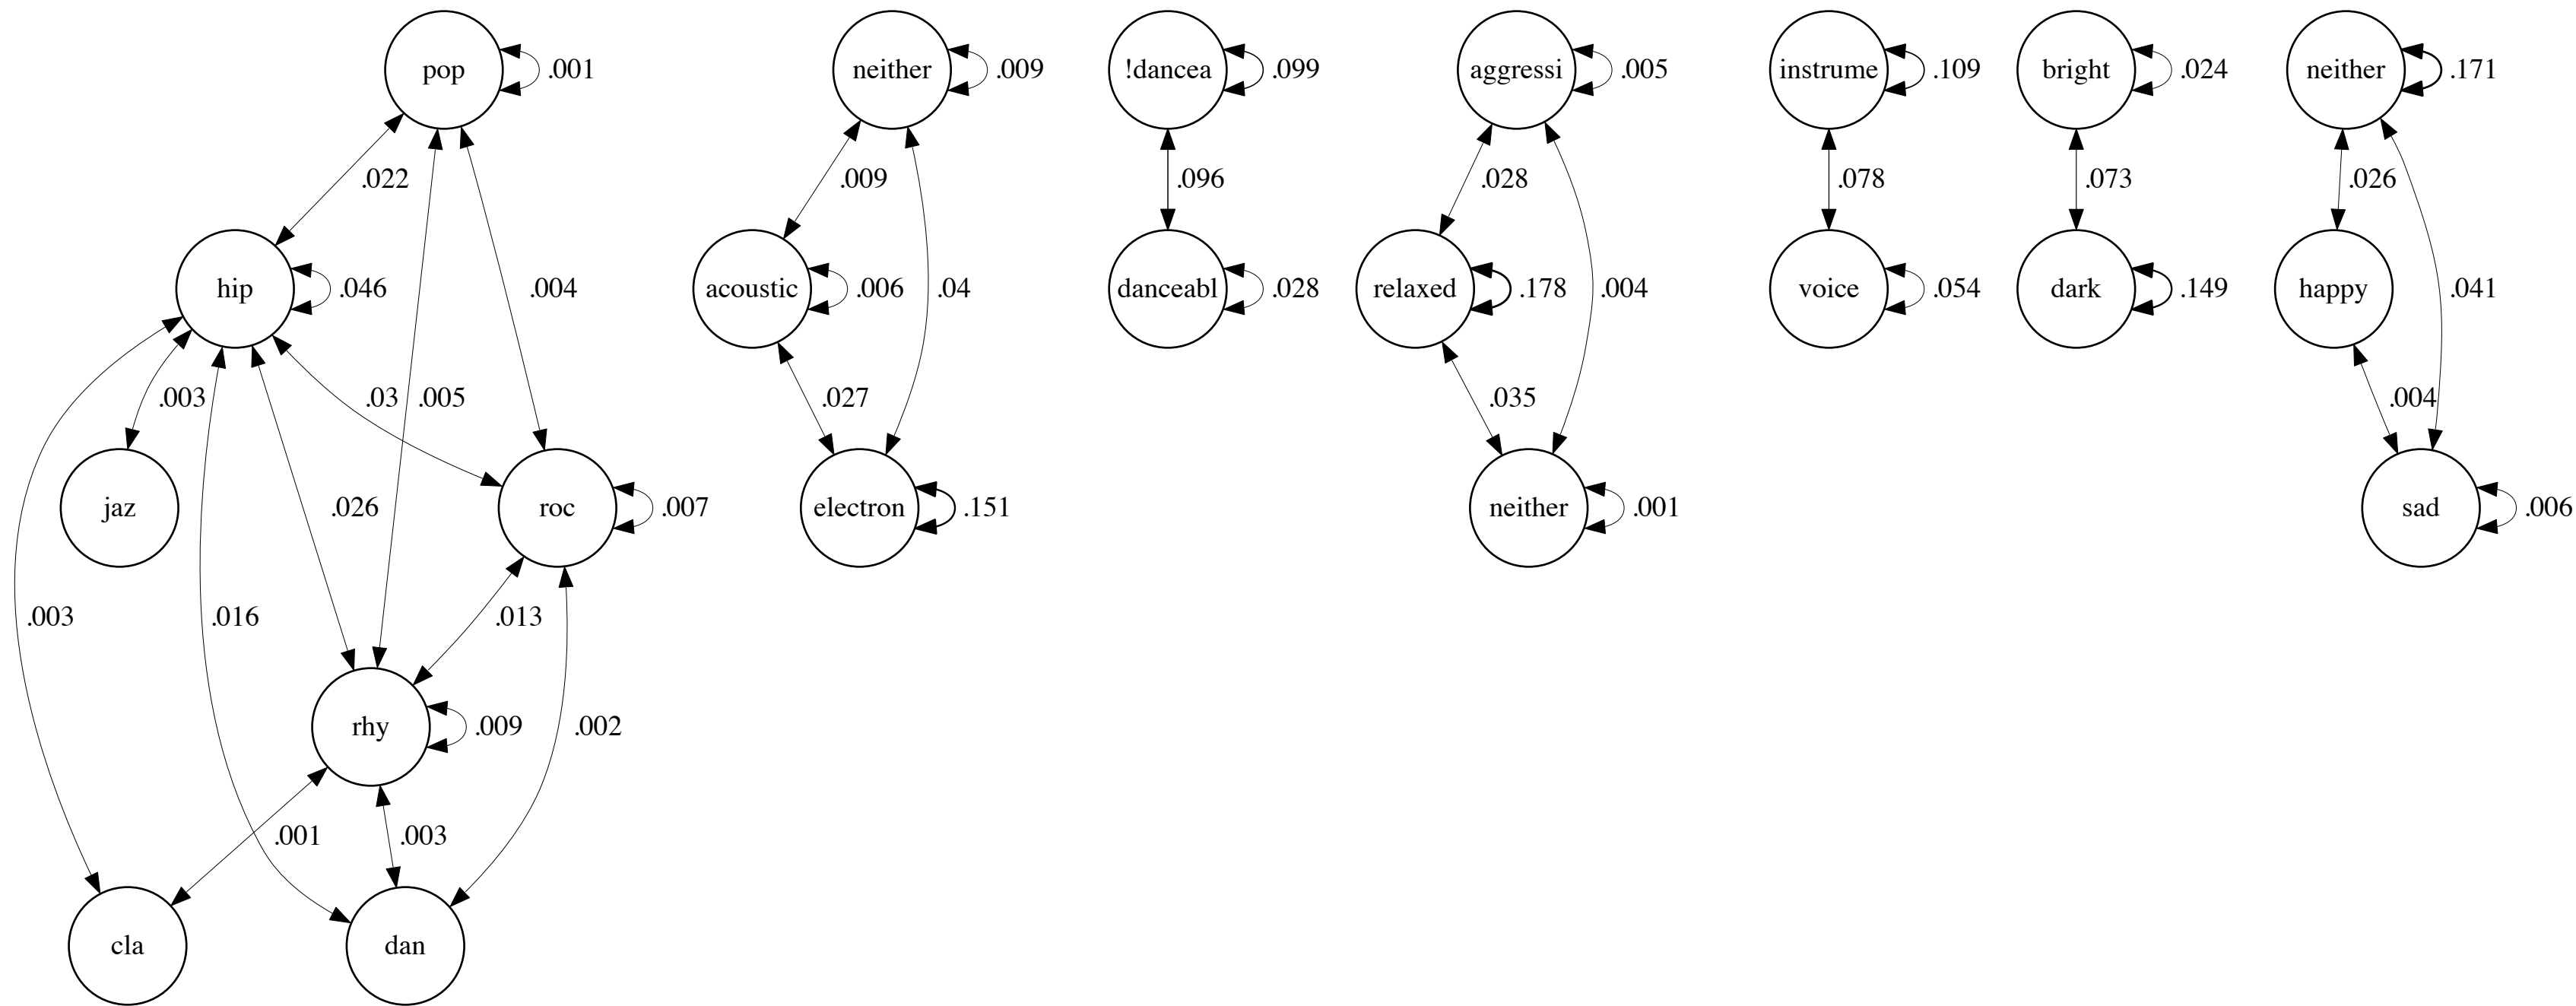 pop
.001
neither
.009
!dancea
.099
aggressi
.005
instrume
.109
bright
.024
neither
.171
.022
.009
.096
.028
.078
.073
.026
hip
.046
.004
acoustic
.006
.04
danceabl
.028
relaxed
.178
.004
voice
.054
dark
.149
happy
.041
.003
.03
.005
.027
.035
.004
jaz
.026
roc
.007
electron
.151
neither
.001
sad
.006
.003
.016
.013
rhy
.009
.002
.001
.003
cla
dan